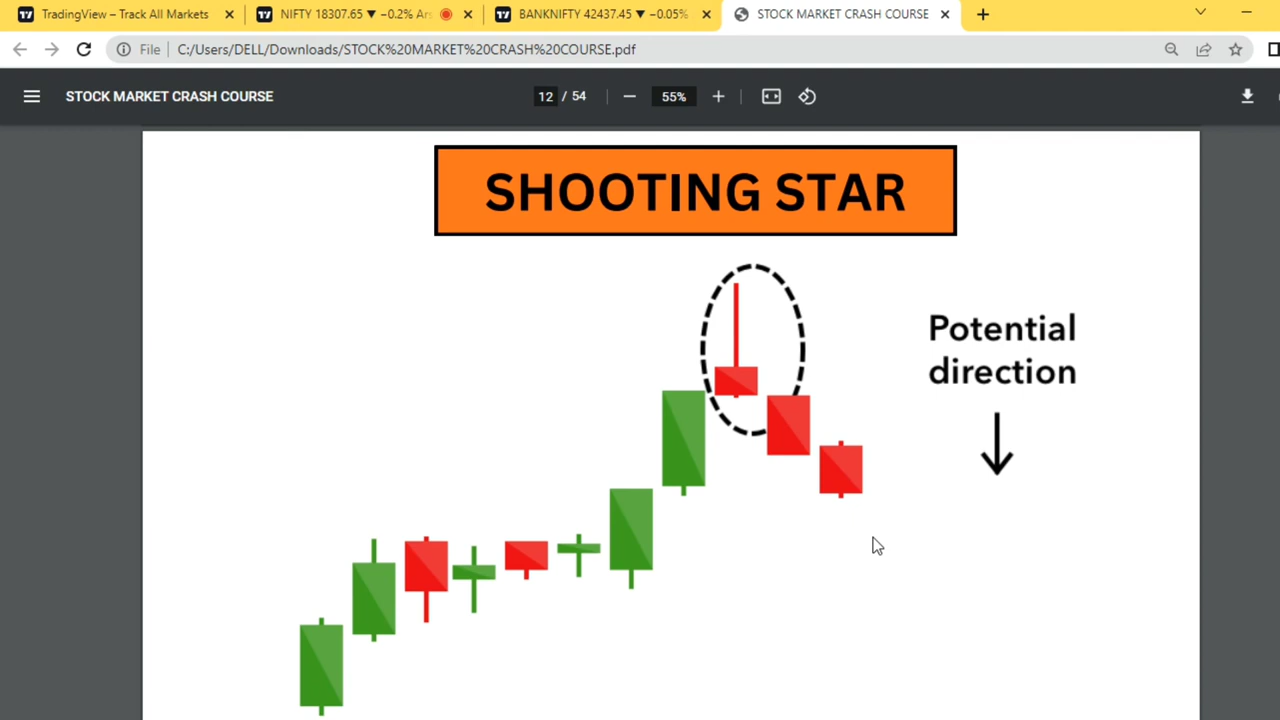 TradingView – Track All Markets
NIFTY 18307.65 ▼ −0.2%
BANKNIFTY 42437.45 ▼ −0.05%
STOCK MARKET CRASH COURSE
File
C:/Users/DELL/Downloads/STOCK%20MARKET%20CRASH%20COURSE.pdf
STOCK MARKET CRASH COURSE
12 / 54
55%
SHOOTING STAR
Potential
direction